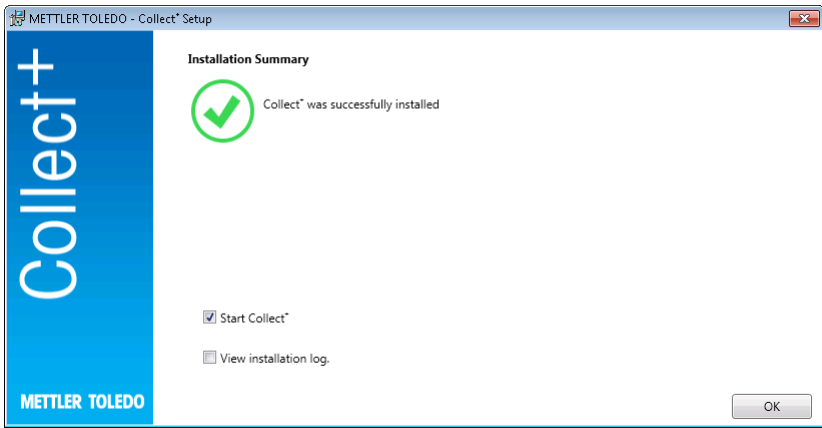 METTLER TOLEDO - Collect⁺ Setup
Collect+
Installation Summary
Collect⁺ was successfully installed
Start Collect⁺
View installation log.
METTLER TOLEDO
OK